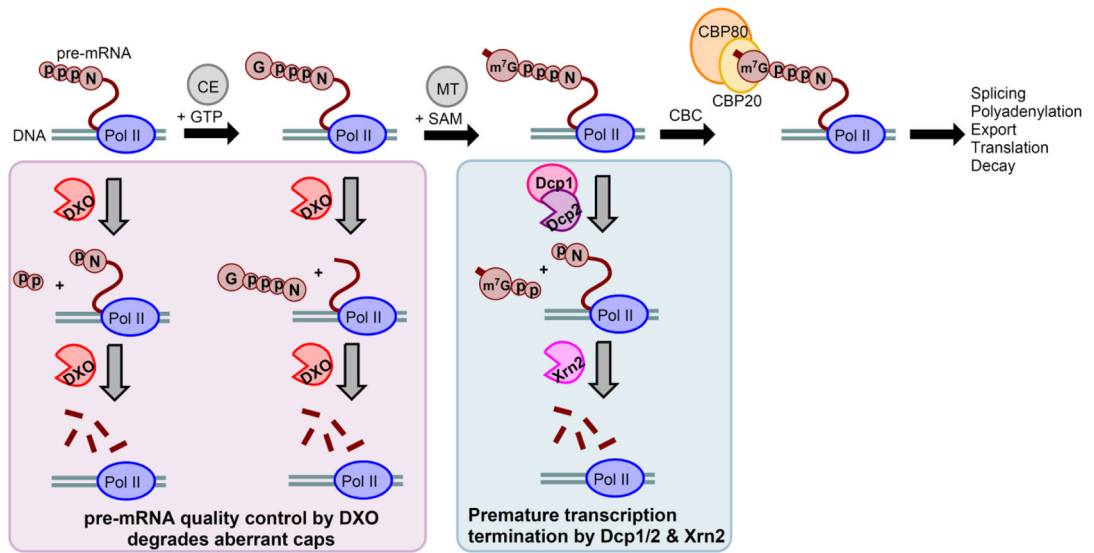 pre-mRNA
p p p N
DNA
Pol II
CE
+ GTP
G p p p N
Pol II
MT
+ SAM
m⁷G p p p N
Pol II
CBC
CBP80
CBP20
m⁷G p p p N
Pol II
Splicing
Polyadenylation
Export
Translation
Decay
DXO
p p
+
p N
Pol II
DXO
Pol II
DXO
G p p p N
+
Pol II
DXO
Pol II
pre-mRNA quality control by DXO
degrades aberrant caps
Dcp1
Dcp2
m⁷G p p
+
p N
Pol II
Xrn2
Pol II
Premature transcription
termination by Dcp1/2 & Xrn2